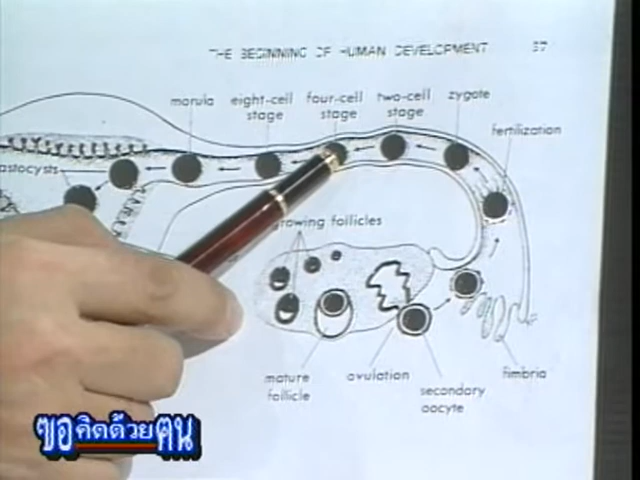 THE BEGINNING OF HUMAN DEVELOPMENT 37
morula
eight-cell
stage
four-cell
stage
two-cell
stage
zygote
fertilization
astocysts
growing follicles
mature
follicle
ovulation
secondary
oocyte
fimbria
ขอคิดด้วยฅน